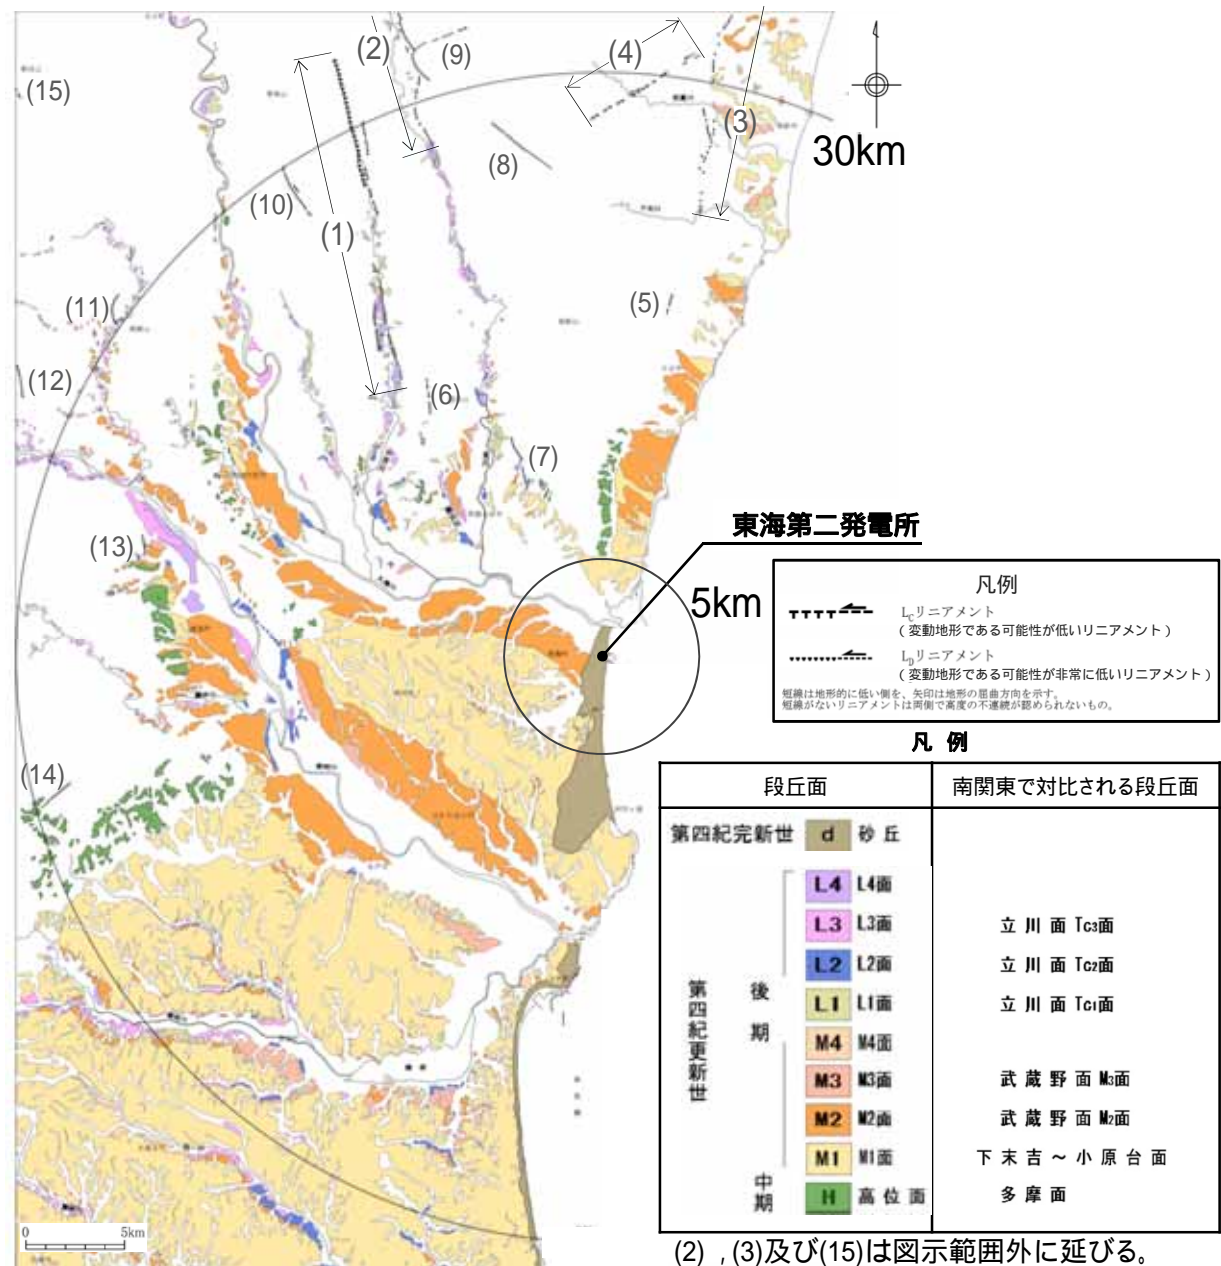 (15)
(2)
(9)
(4)
(3)
30km
(8)
(10)
(1)
(5)
(11)
(12)
(6)
(7)
東海第二発電所
(13)
5km
凡例
LCリニアメント
(変動地形である可能性が低いリニアメント)
LDリニアメント
(変動地形である可能性が非常に低いリニアメント)
短線は地形的に低い側を、矢印は地形の屈曲方向を示す。
短線がないリニアメントは両側で高度の不連続が認められないもの。
(14)
凡 例
段丘面 南関東で対比される段丘面
第四紀完新世 d 砂丘
第四紀更新世
後期
中期
L4 L4面
L3 L3面 立川面 Tc3面
L2 L2面 立川面 Tc2面
L1 L1面 立川面 Tc1面
M4 M4面
M3 M3面 武蔵野面 M3面
M2 M2面 武蔵野面 M2面
M1 M1面 下末吉～小原台面
H 高位面 多摩面
0 5km
(2) ,(3)及び(15)は図示範囲外に延びる。